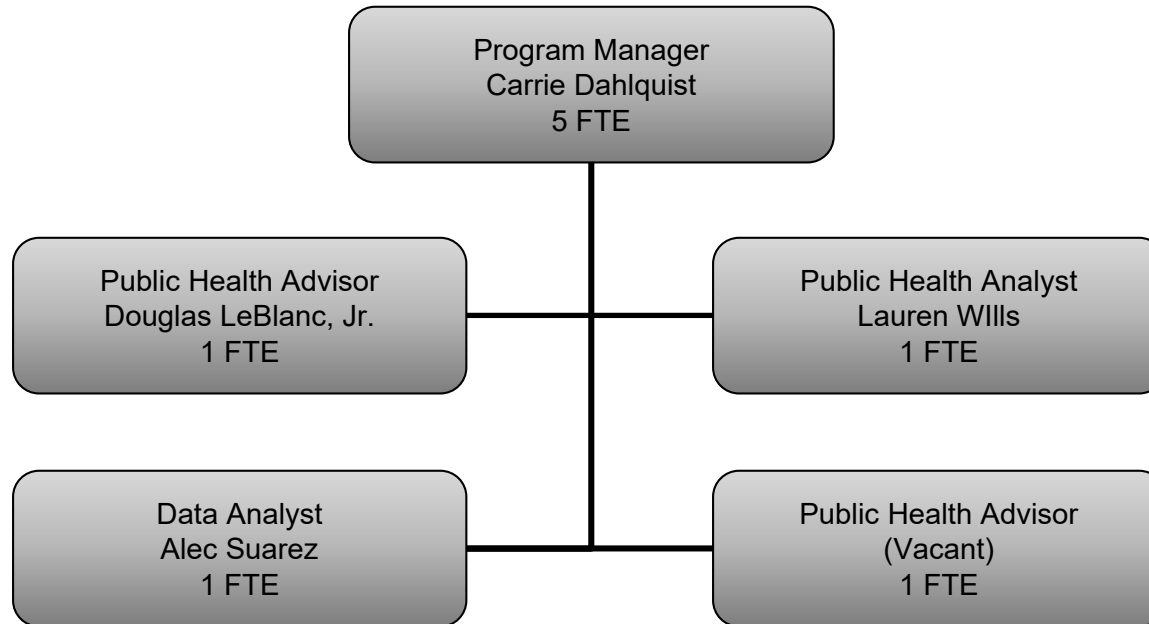 Program Manager
Carrie Dahlquist
5 FTE
Public Health Advisor
Douglas LeBlanc, Jr.
1 FTE
Public Health Analyst
Lauren WIlls
1 FTE
Data Analyst
Alec Suarez
1 FTE
Public Health Advisor
(Vacant)
1 FTE